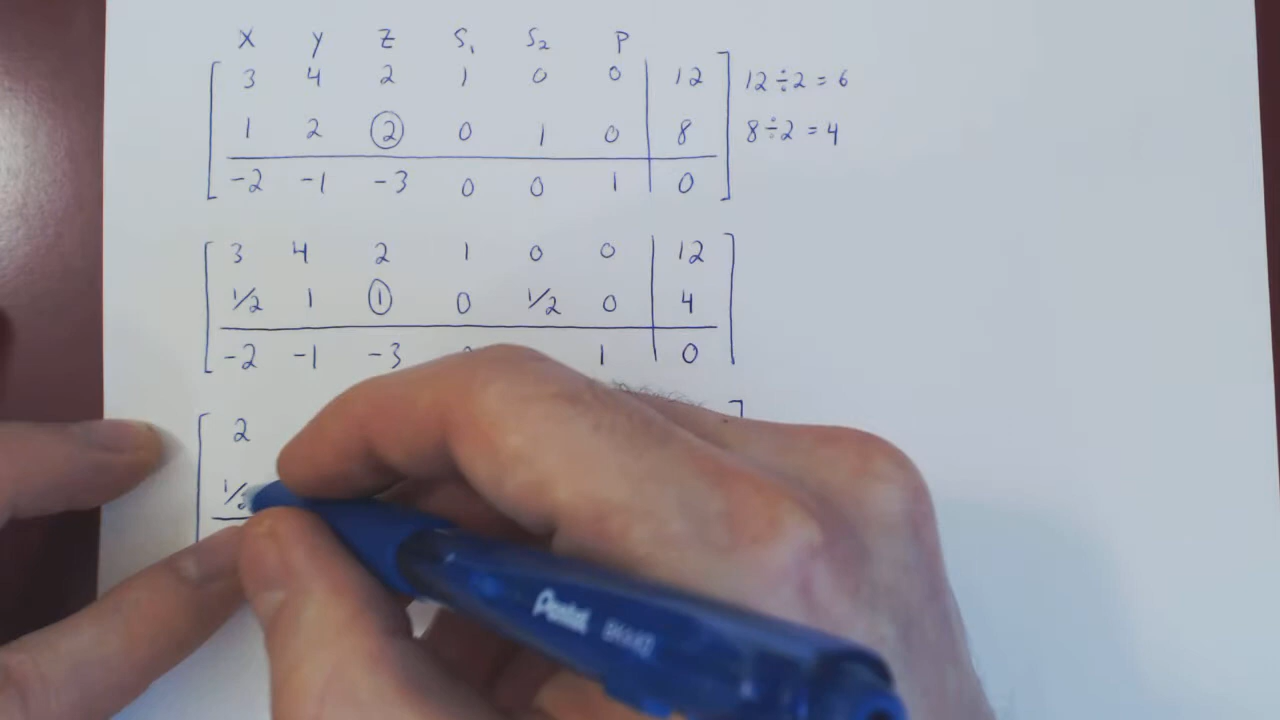 X Y Z S₁ S₂ P
3 4 2 1 0 0 12 12 ÷ 2 = 6
1 2 2 0 1 0 8 8 ÷ 2 = 4
-2 -1 -3 0 0 1 0
3 4 2 1 0 0 12
1/2 1 1 0 1/2 0 4
-2 -1 -3 1 0
2
1/2
Pentel